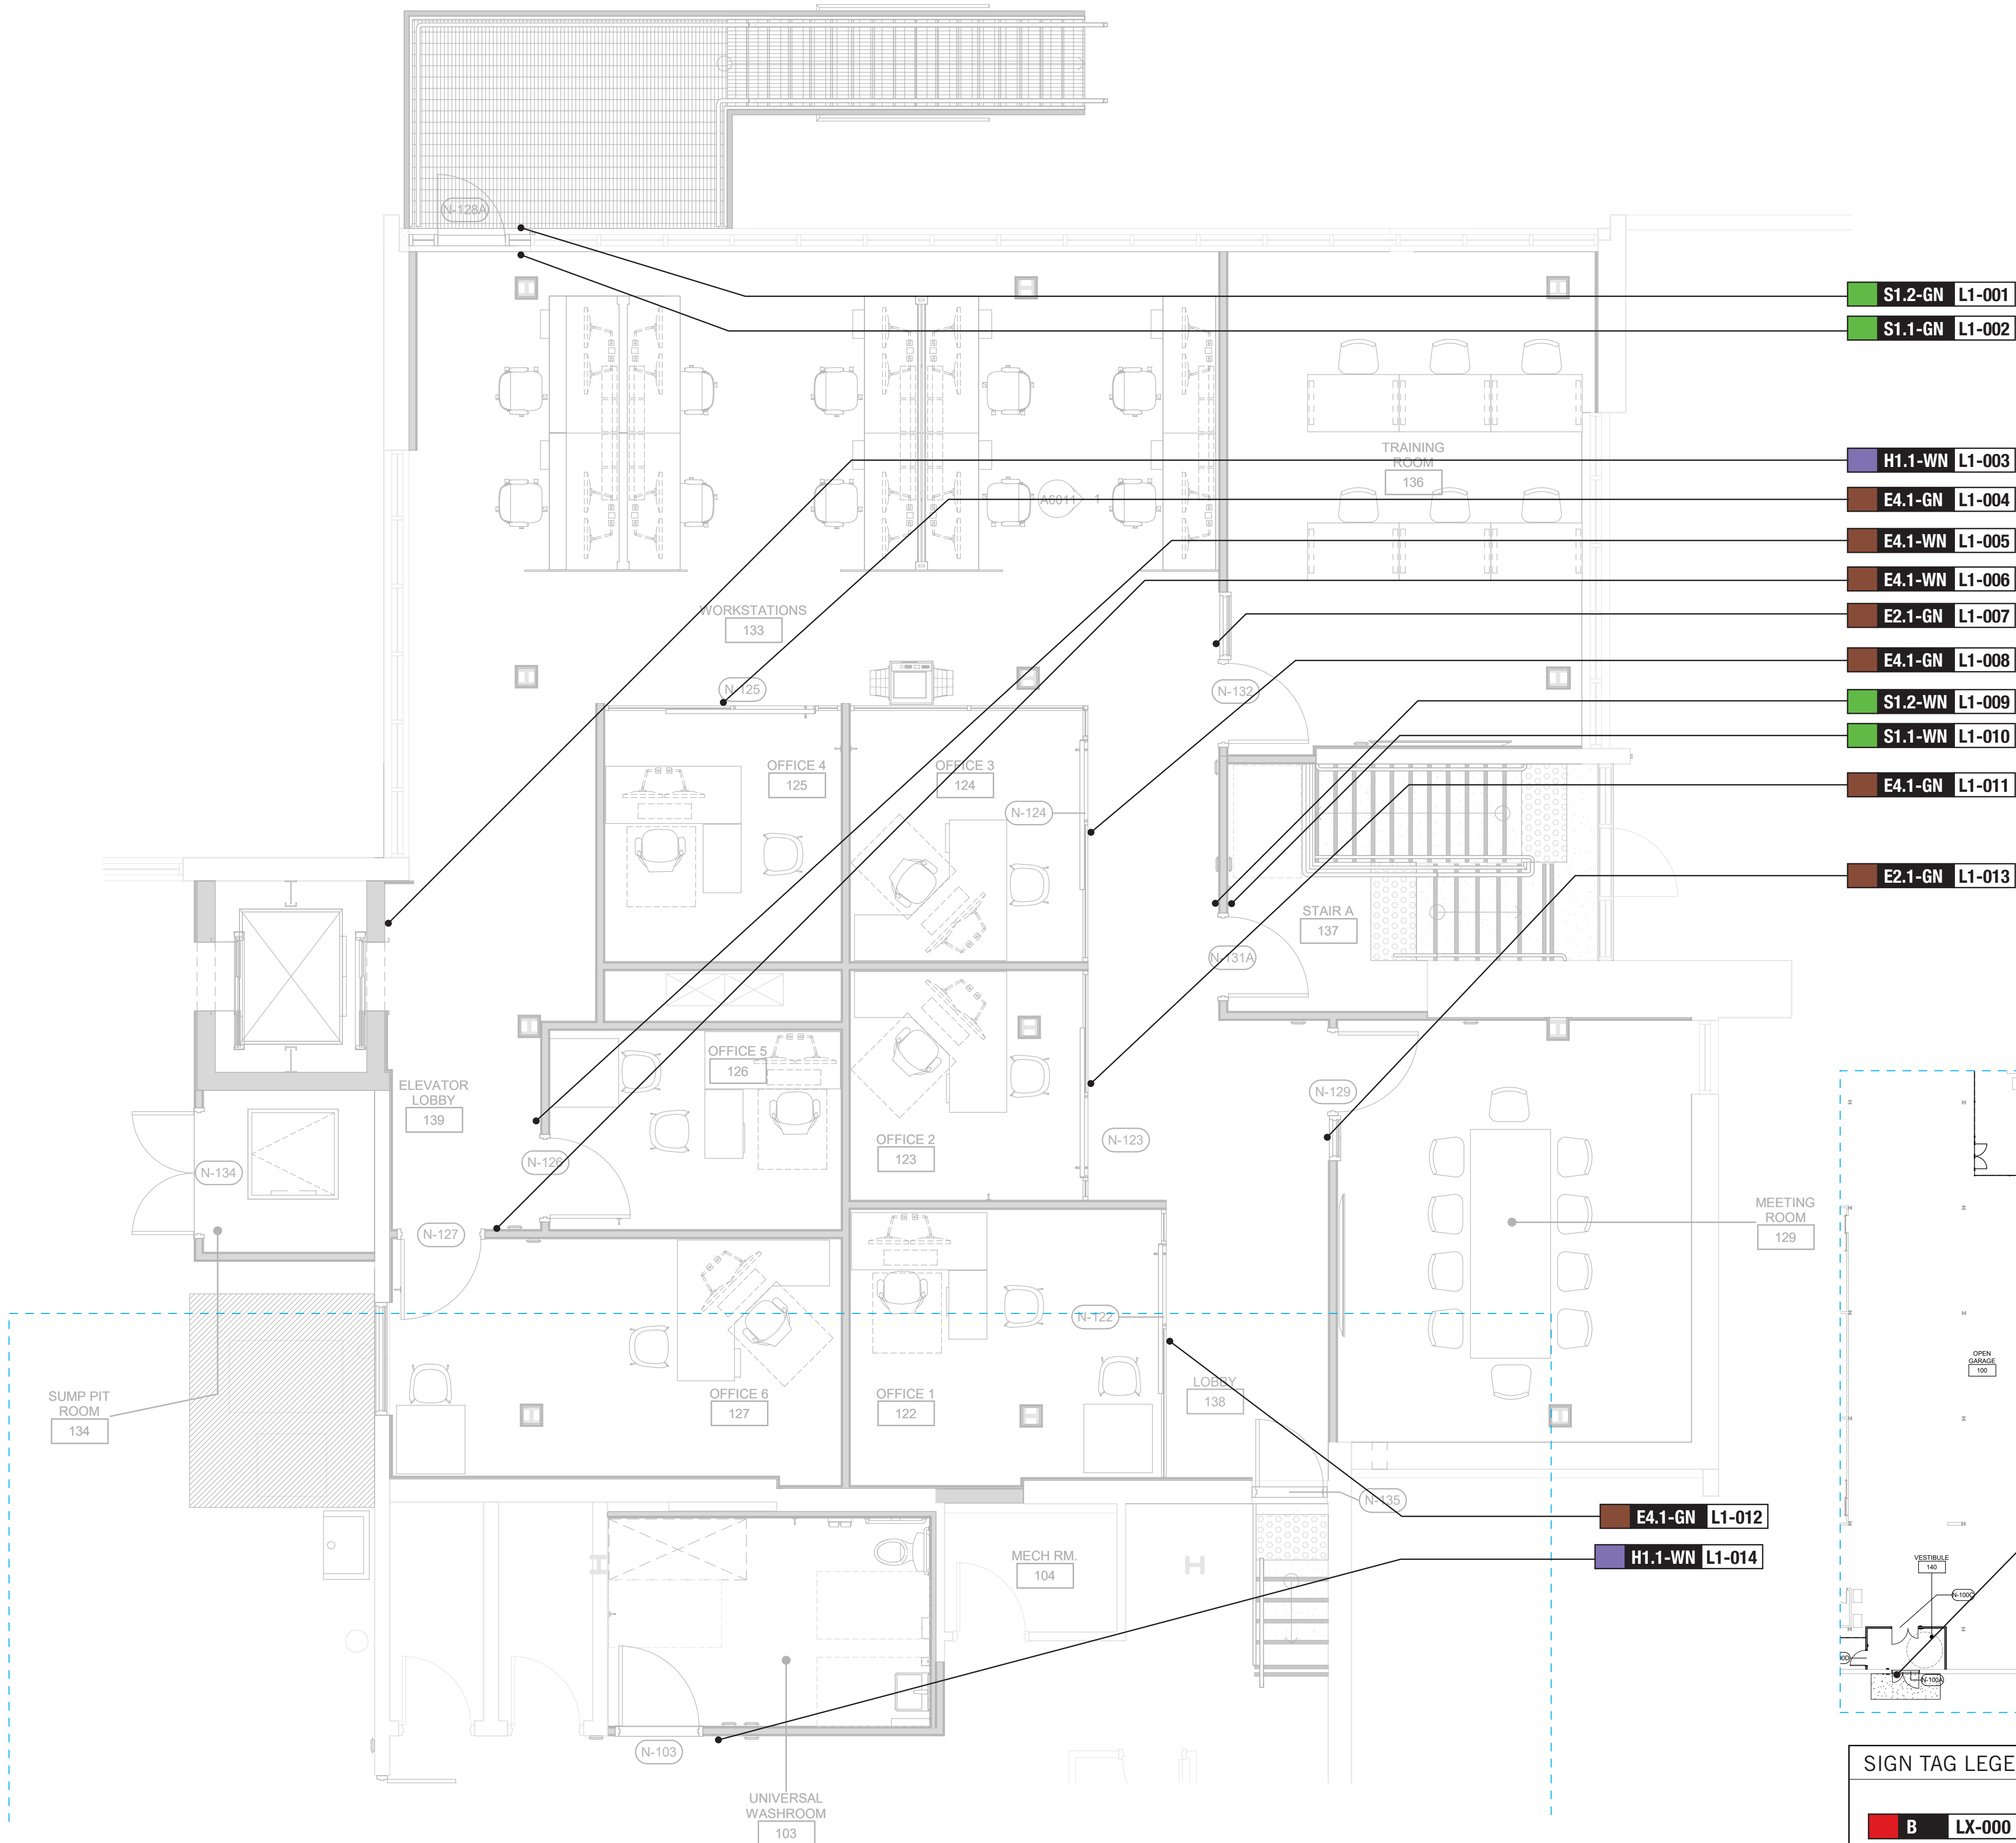 N-128A
S1.2-GN L1-001
S1.1-GN L1-002
TRAINING
ROOM
136
H1.1-WN L1-003
E4.1-GN L1-004
A6011 1
E4.1-WN L1-005
E4.1-WN L1-006
WORKSTATIONS
133
E2.1-GN L1-007
E4.1-GN L1-008
N-125
N-132
S1.2-WN L1-009
S1.1-WN L1-010
OFFICE 4
125
OFFICE 3
124
E4.1-GN L1-011
N-124
E2.1-GN L1-013
STAIR A
137
N-131A
OFFICE 5
126
ELEVATOR
LOBBY
139
N-129
OFFICE 2
123
N-123
N-134
N-126
MEETING
ROOM
129
N-127
N-122
OPEN
GARAGE
100
SUMP PIT
ROOM
134
OFFICE 6
127
OFFICE 1
122
LOBBY
138
N-135
E4.1-GN L1-012
H1.1-WN L1-014
MECH RM.
104
VESTIBULE
140
N-100C
N-100A
N-103
UNIVERSAL
WASHROOM
103
SIGN TAG LEGE
B LX-000